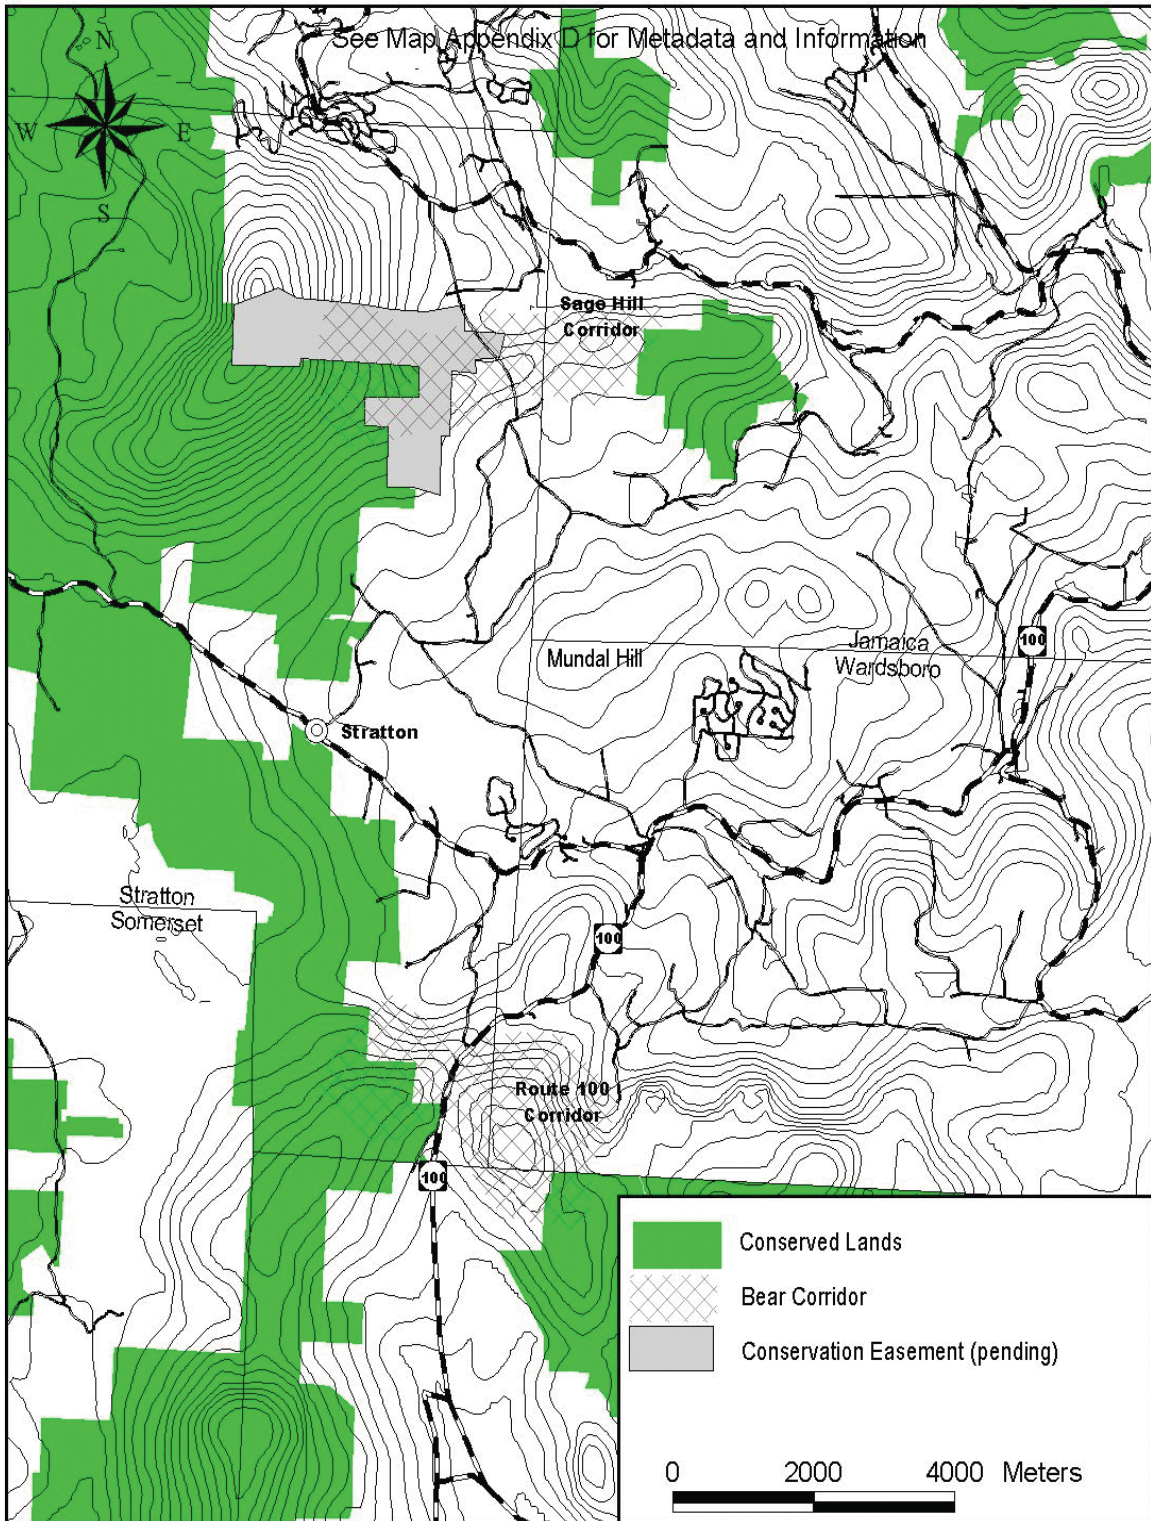 See Map Appendix D for Metadata and Information
N
W E
S
Sage Hill
Corridor
100
Jamaica
Wardsboro
Mundal Hill
Stratton
Stratton
Somerset
100
Route 100
Corridor
100
Conserved Lands
Bear Corridor
Conservation Easement (pending)
0 2000 4000 Meters